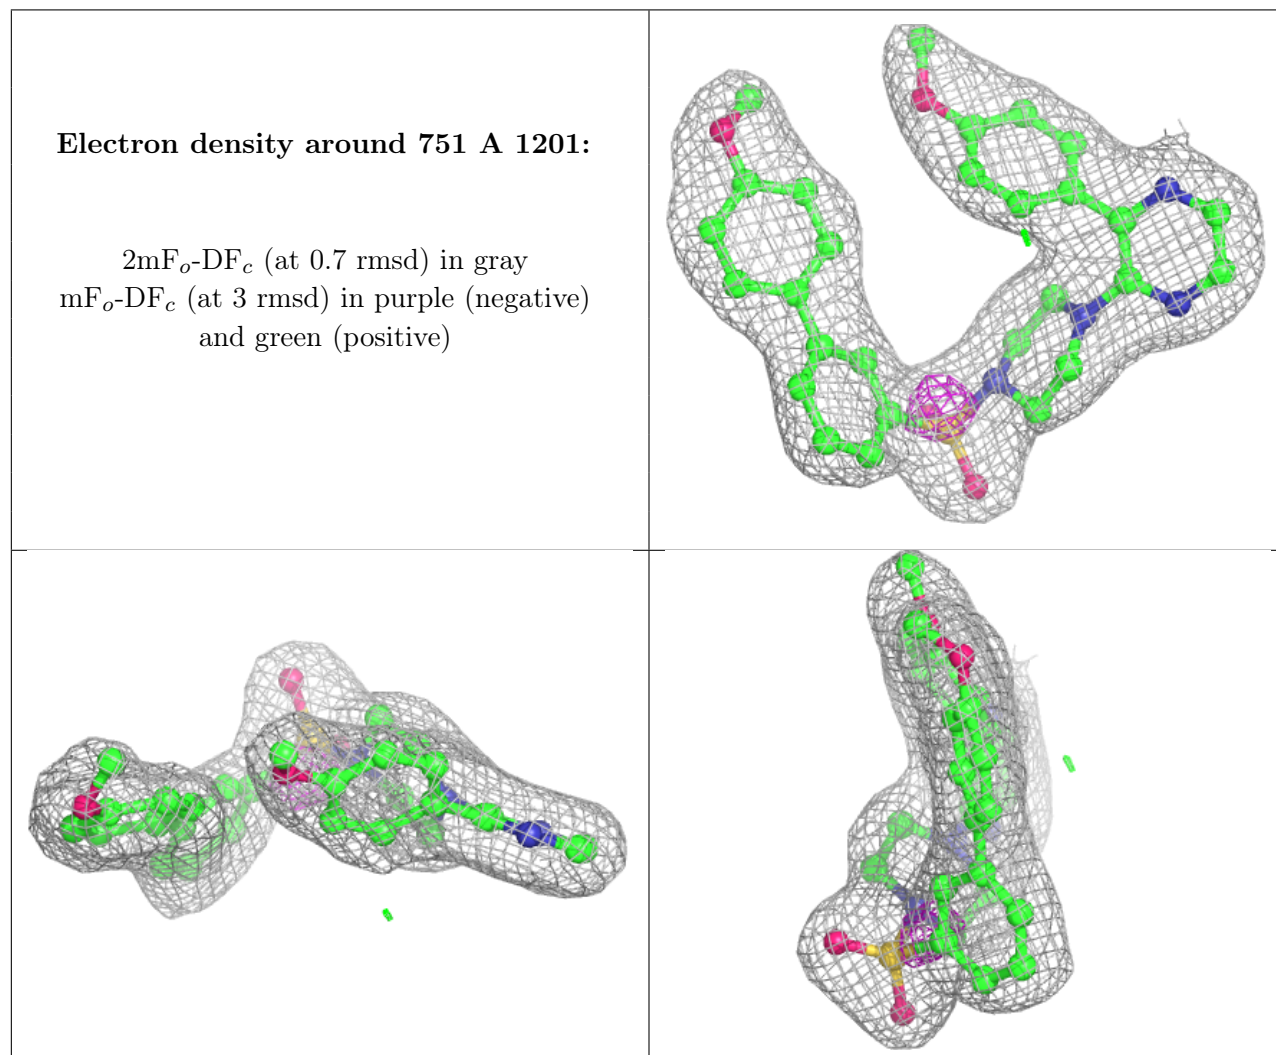 Electron density around 751 A 1201:
2mFₒ-DF𝒸 (at 0.7 rmsd) in gray
mFₒ-DF𝒸 (at 3 rmsd) in purple (negative)
and green (positive)